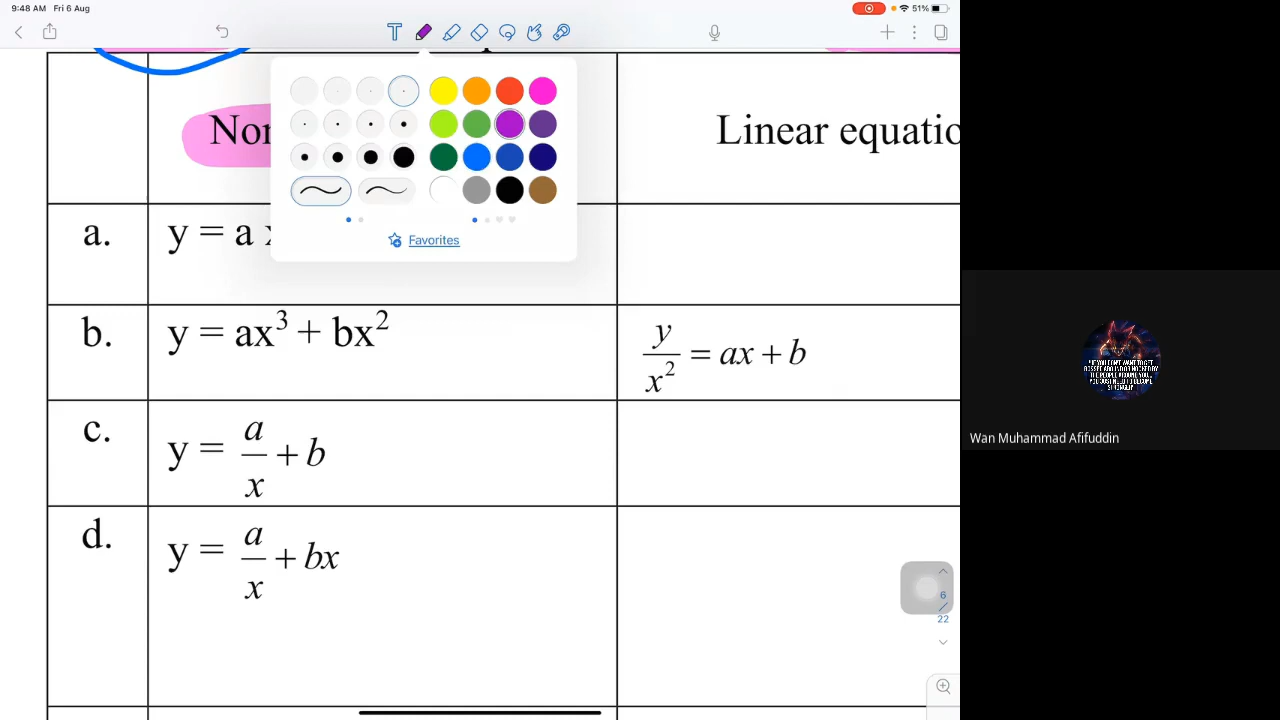 9:48 AM Fri 6 Aug
51%
T
Linear equatio
Favorites
a.
y = a
b.
y = ax³ + bx²
y/x² = ax + b
c.
y = a/x + b
d.
y = a/x + bx
6
/
22
Wan Muhammad Afifuddin